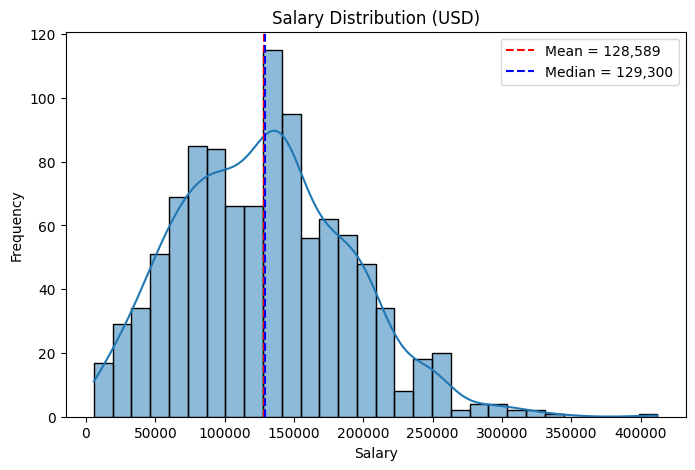 Salary Distribution (USD)
Mean = 128,589
Median = 129,300
Frequency
120
100
80
60
40
20
0
0 50000 100000 150000 200000 250000 300000 350000 400000
Salary